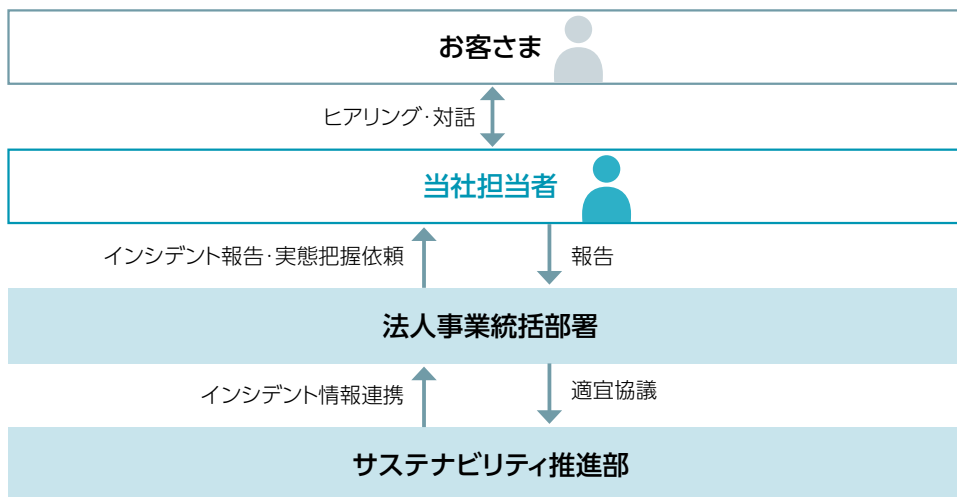 お客さま
ヒアリング・対話
当社担当者
インシデント報告・実態把握依頼
報告
法人事業統括部署
インシデント情報連携
適宜協議
サステナビリティ推進部